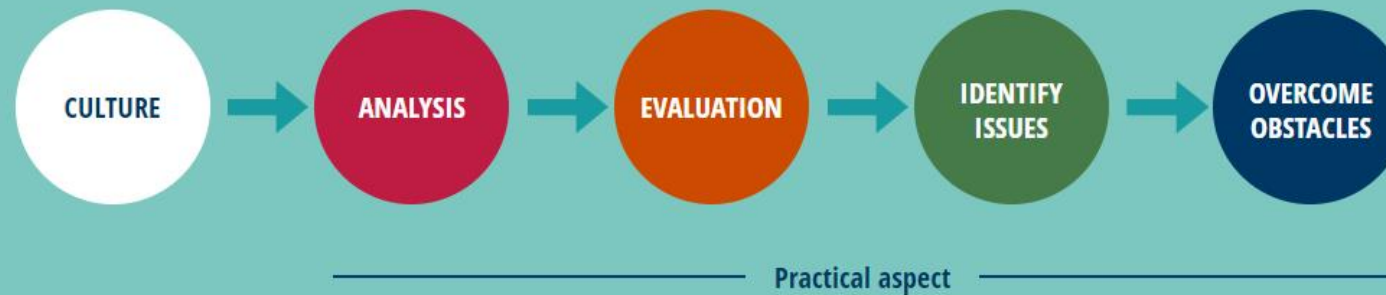 CULTURE
ANALYSIS
EVALUATION
IDENTIFY
ISSUES
OVERCOME
OBSTACLES
Practical aspect